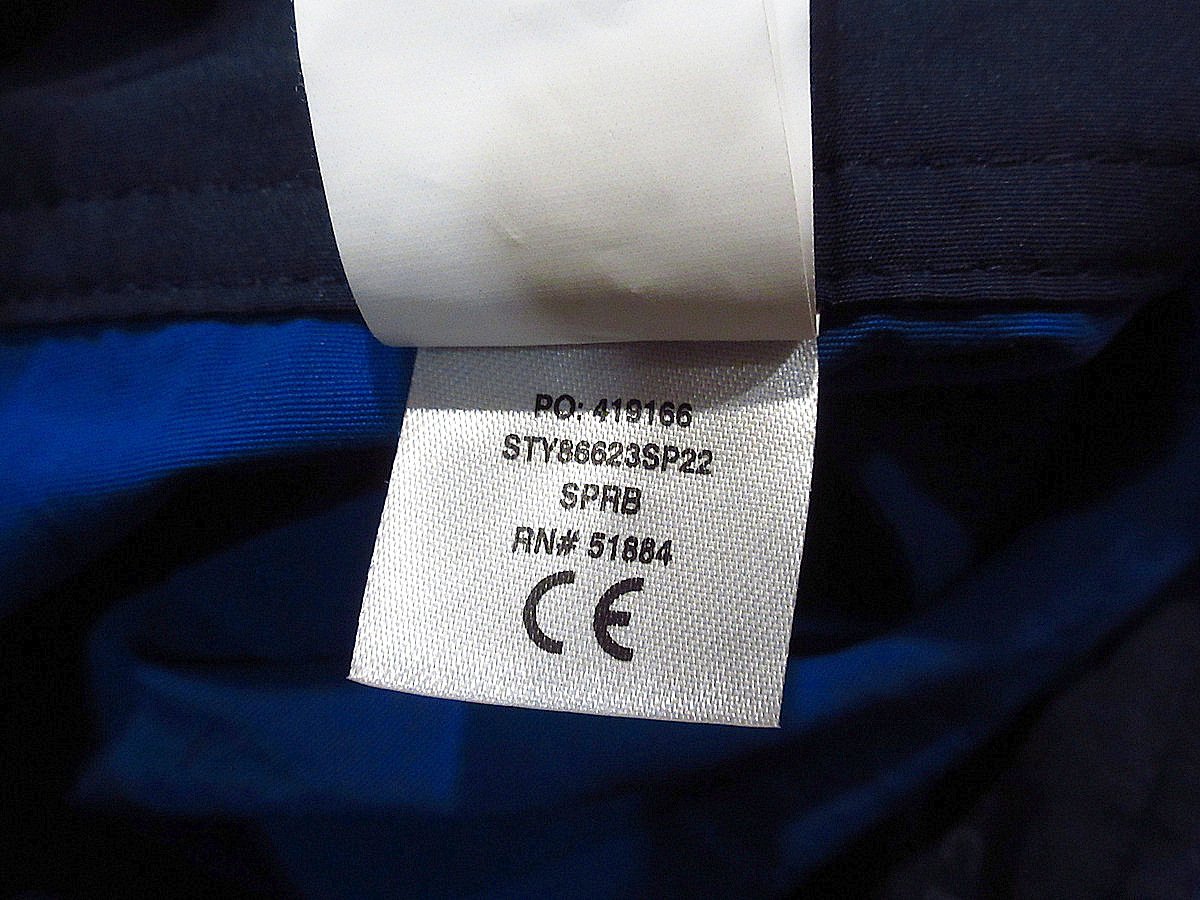 PO: 419166
STY86623SP22
SPRB
RN# 51884
CE